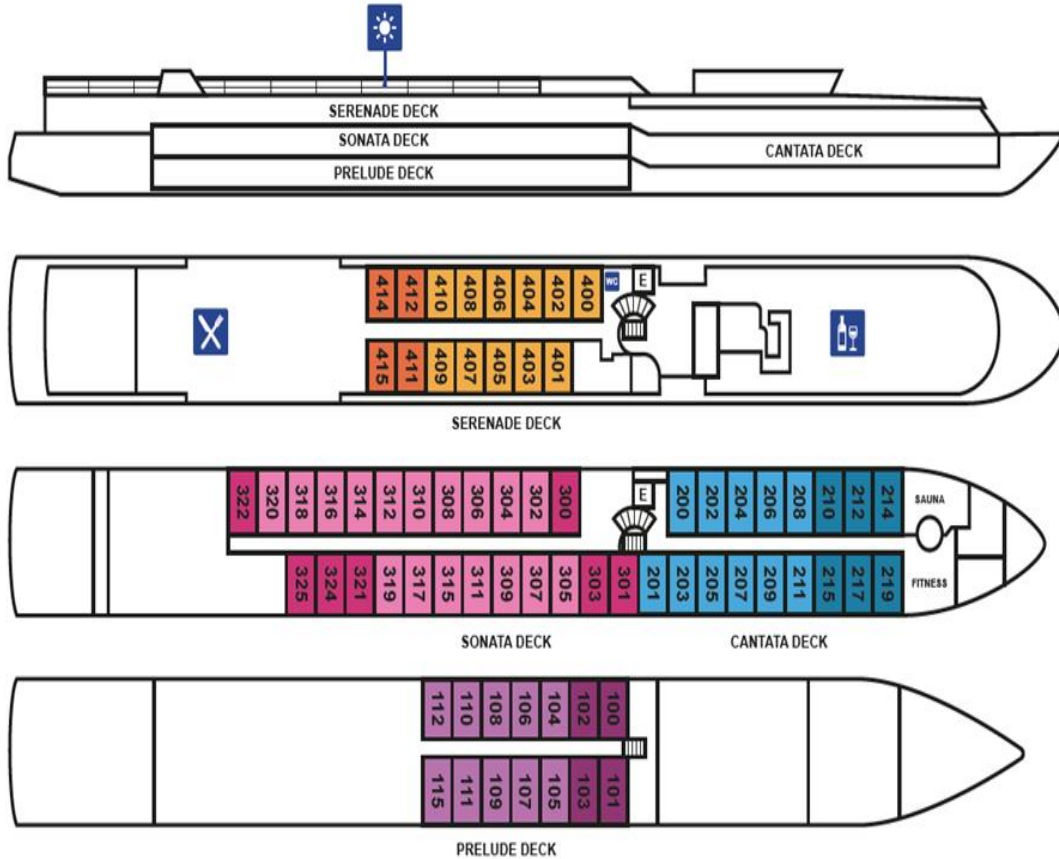 SERENADE DECK
SONATA DECK
CANTATA DECK
PRELUDE DECK
414 412 410 408 406 404 402 400 WC E
415 411 409 407 405 403 401
SERENADE DECK
322 320 318 316 314 312 310 308 306 304 302 300 E 200 202 204 206 208 210 212 214 SAUNA
325 324 321 319 317 315 311 309 307 305 303 301 201 203 205 207 209 211 215 217 219 FITNESS
SONATA DECK CANTATA DECK
112 110 108 106 104 102 100
115 111 109 107 105 103 101
PRELUDE DECK